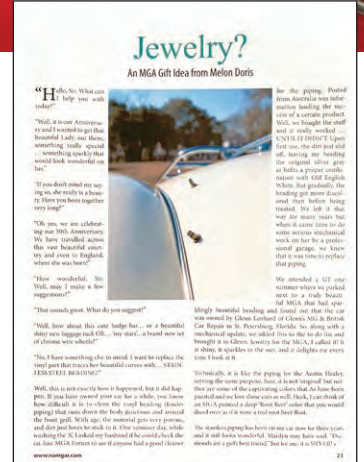 Jewelry?
An MGA Gift Idea from Melon Doris
"Hello, Sir. What can
I help you with
today?"
"Well, it is our Anniversa-
ry and I wanted to get that
beautiful Lady, out there,
something really special
... something sparkly that
would look wonderful on
her."
"If you don't mind my say-
ing so, she really is a beau-
ty. Have you been together
very long?"
"Oh yes, we are celebrat-
ing our 50th Anniversary.
We have travelled across
this vast beautiful coun-
try and even to England,
where she was born!"
"How wonderful, Sir.
Well, may I make a few
suggestions?"
"That sounds great. What do you suggest?"
"Well, how about this cute badge-bar... or a beautiful
shiny new luggage rack OR... 'tiny stars'...a brand new set
of chrome wire wheels!"
"No, I have something else in mind. I want to replace the
vinyl part that traces her beautiful curves with... STAIN-
LESS STEEL BEADING!"
Well, this is not exactly how it happened, but it did hap-
pen. If you have owned your car for a while, you know
how difficult it is to clean the vinyl beading (fender
piping) that runs down the body junctions and around
the front grill. With age, the material gets very porous,
and dirt just loves to stick to it. One summer day, while
washing the car I asked my husband if he could check the
MGA Forum to see if anyone had a good cleaner
for the piping. Posted
from Australia was infor-
mation lauding the suc-
cess of a certain product.
Well, we bought the stuff
and it really worked ...
UNTIL IT DIDN'T. Upon
first use, the dirt just slid
off, leaving my beading
the original silver gray
as befits a proper combi-
nation with Old English
White. But gradually, the
beading got more discol-
ored than before being
treated. We left it that
way for many years but
when it came time to do
some serious mechanical
work on her by a profes-
sional garage, we knew
that it was time to replace
that piping.
We attended a GT one
summer where we parked
next to a truly beauti-
ful MGA that had spar-
klingly beautiful beading and found out that the car
was owned by Glenn Lenhard of Glenn's MG & British
Car Repair in St. Petersburg, Florida. So, along with a
mechanical update, we added this to the to-do list and
brought it to Glenn. Jewelry for the MGA, I called it! It
is shiny, it sparkles in the sun, and it delights me every
time I look at it.
Technically, it is like the piping for the Austin Healey,
serving the same purpose. Sure, it is not 'original' but nei-
ther are some of the captivating colors that have been
painted and we love those cars as well. Heck, I can think of
an MGA painted a deep "Root Beer" color that you would
drool over as if it were a real root beer float.
The stainless piping has been on my car now for three years
and it still looks wonderful. Marilyn may have said, "Dia-
monds are a girl's best friend," but for me, it is SILVER!
www.namgar.com
23